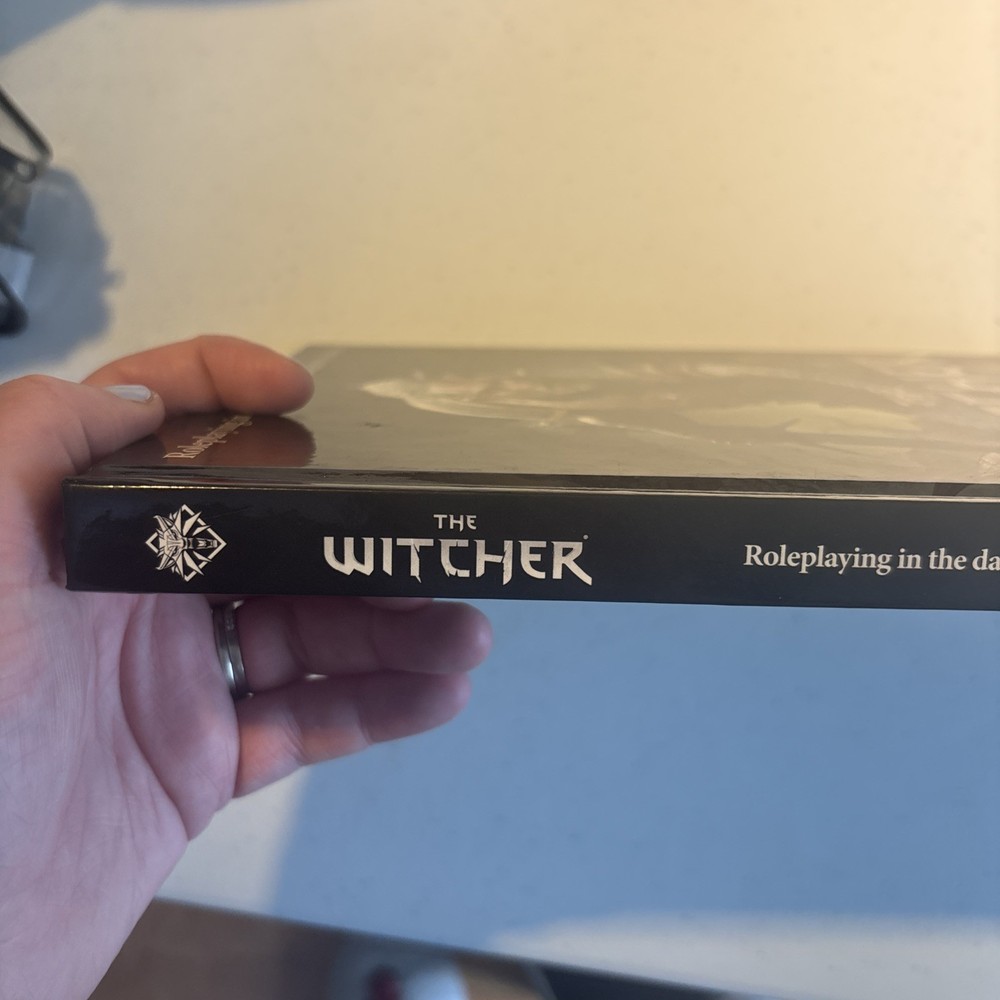 THE
WITCHER
Roleplaying in the da